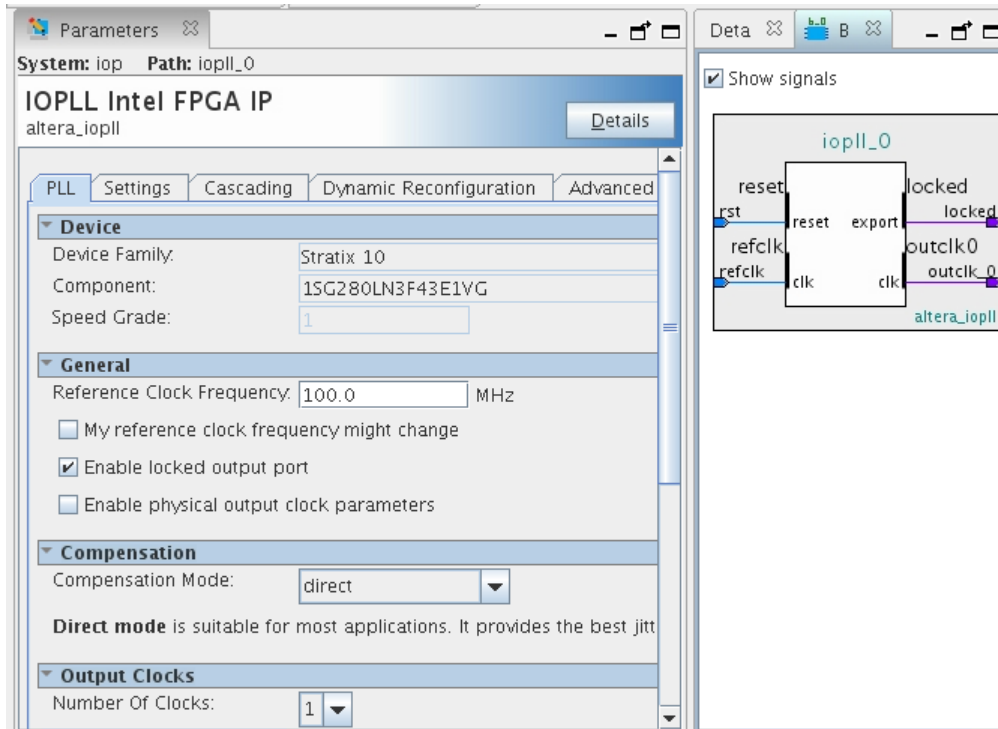 Parameters
System: iop Path: iopll_0
IOPLL Intel FPGA IP
altera_iopll
Details
PLL Settings Cascading Dynamic Reconfiguration Advanced
Device
Device Family: Stratix 10
Component: 1SG280LN3F43E1VG
Speed Grade: 1
General
Reference Clock Frequency: 100.0 MHz
My reference clock frequency might change
Enable locked output port
Enable physical output clock parameters
Compensation
Compensation Mode: direct
Direct mode is suitable for most applications. It provides the best jitt
Output Clocks
Number Of Clocks: 1
Deta B
Show signals
iopll_0
reset locked
rst reset export locked
refclk outclk0
refclk clk clk outclk_0
altera_iopll